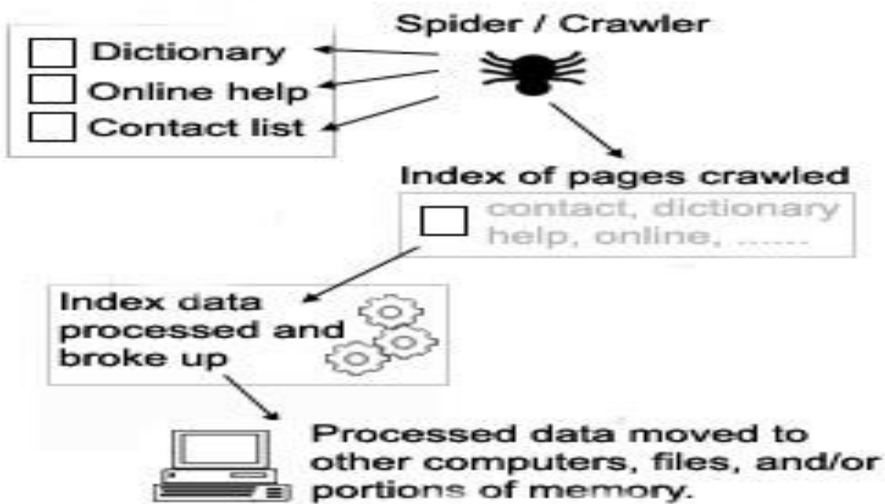 Spider / Crawler
Dictionary
Online help
Contact list
Index of pages crawled
contact, dictionary
help, online, ......
Index data
processed and
broke up
Processed data moved to
other computers, files, and/or
portions of memory.